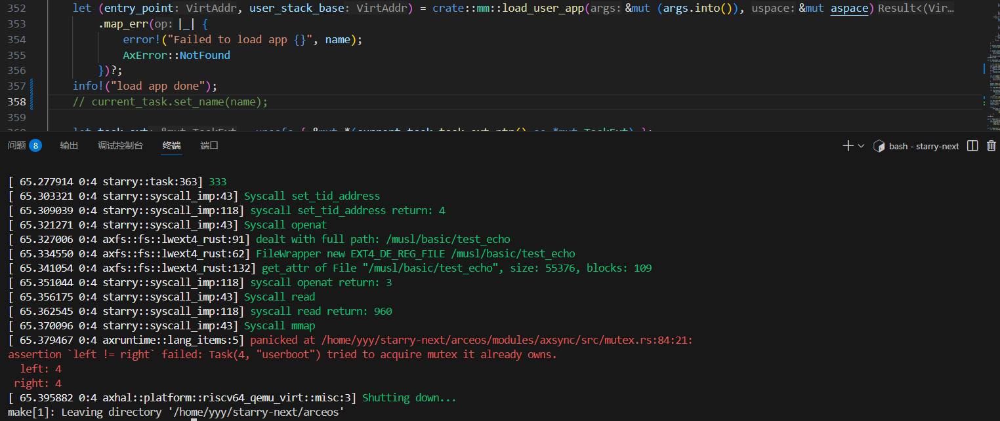 352 let (entry_point: VirtAddr, user_stack_base: VirtAddr) = crate::mm::load_user_app(args: &mut (args.into()), uspace: &mut aspace) Result<(Vir…
353 .map_err(op: |_| {
354 error!("Failed to load app {}", name);
355 AxError::NotFound
356 })?;
357 info!("load app done");
358 // current_task.set_name(name);
359
问题 8 输出 调试控制台 终端 端口 bash - starry-next
[ 65.277914 0:4 starry::task:363] 333
[ 65.303321 0:4 starry::syscall_imp:43] Syscall set_tid_address
[ 65.309039 0:4 starry::syscall_imp:118] syscall set_tid_address return: 4
[ 65.321271 0:4 starry::syscall_imp:43] Syscall openat
[ 65.327006 0:4 axfs::fs::lwext4_rust:91] dealt with full path: /musl/basic/test_echo
[ 65.334550 0:4 axfs::fs::lwext4_rust:62] FileWrapper new EXT4_DE_REG_FILE /musl/basic/test_echo
[ 65.341054 0:4 axfs::fs::lwext4_rust:132] get_attr of File "/musl/basic/test_echo", size: 55376, blocks: 109
[ 65.351044 0:4 starry::syscall_imp:118] syscall openat return: 3
[ 65.356175 0:4 starry::syscall_imp:43] Syscall read
[ 65.362545 0:4 starry::syscall_imp:118] syscall read return: 960
[ 65.370096 0:4 starry::syscall_imp:43] Syscall mmap
[ 65.379467 0:4 axruntime::lang_items:5] panicked at /home/yyy/starry-next/arceos/modules/axsync/src/mutex.rs:84:21:
assertion `left != right` failed: Task(4, "userboot") tried to acquire mutex it already owns.
left: 4
right: 4
[ 65.395882 0:4 axhal::platform::riscv64_qemu_virt::misc:3] Shutting down...
make[1]: Leaving directory '/home/yyy/starry-next/arceos'